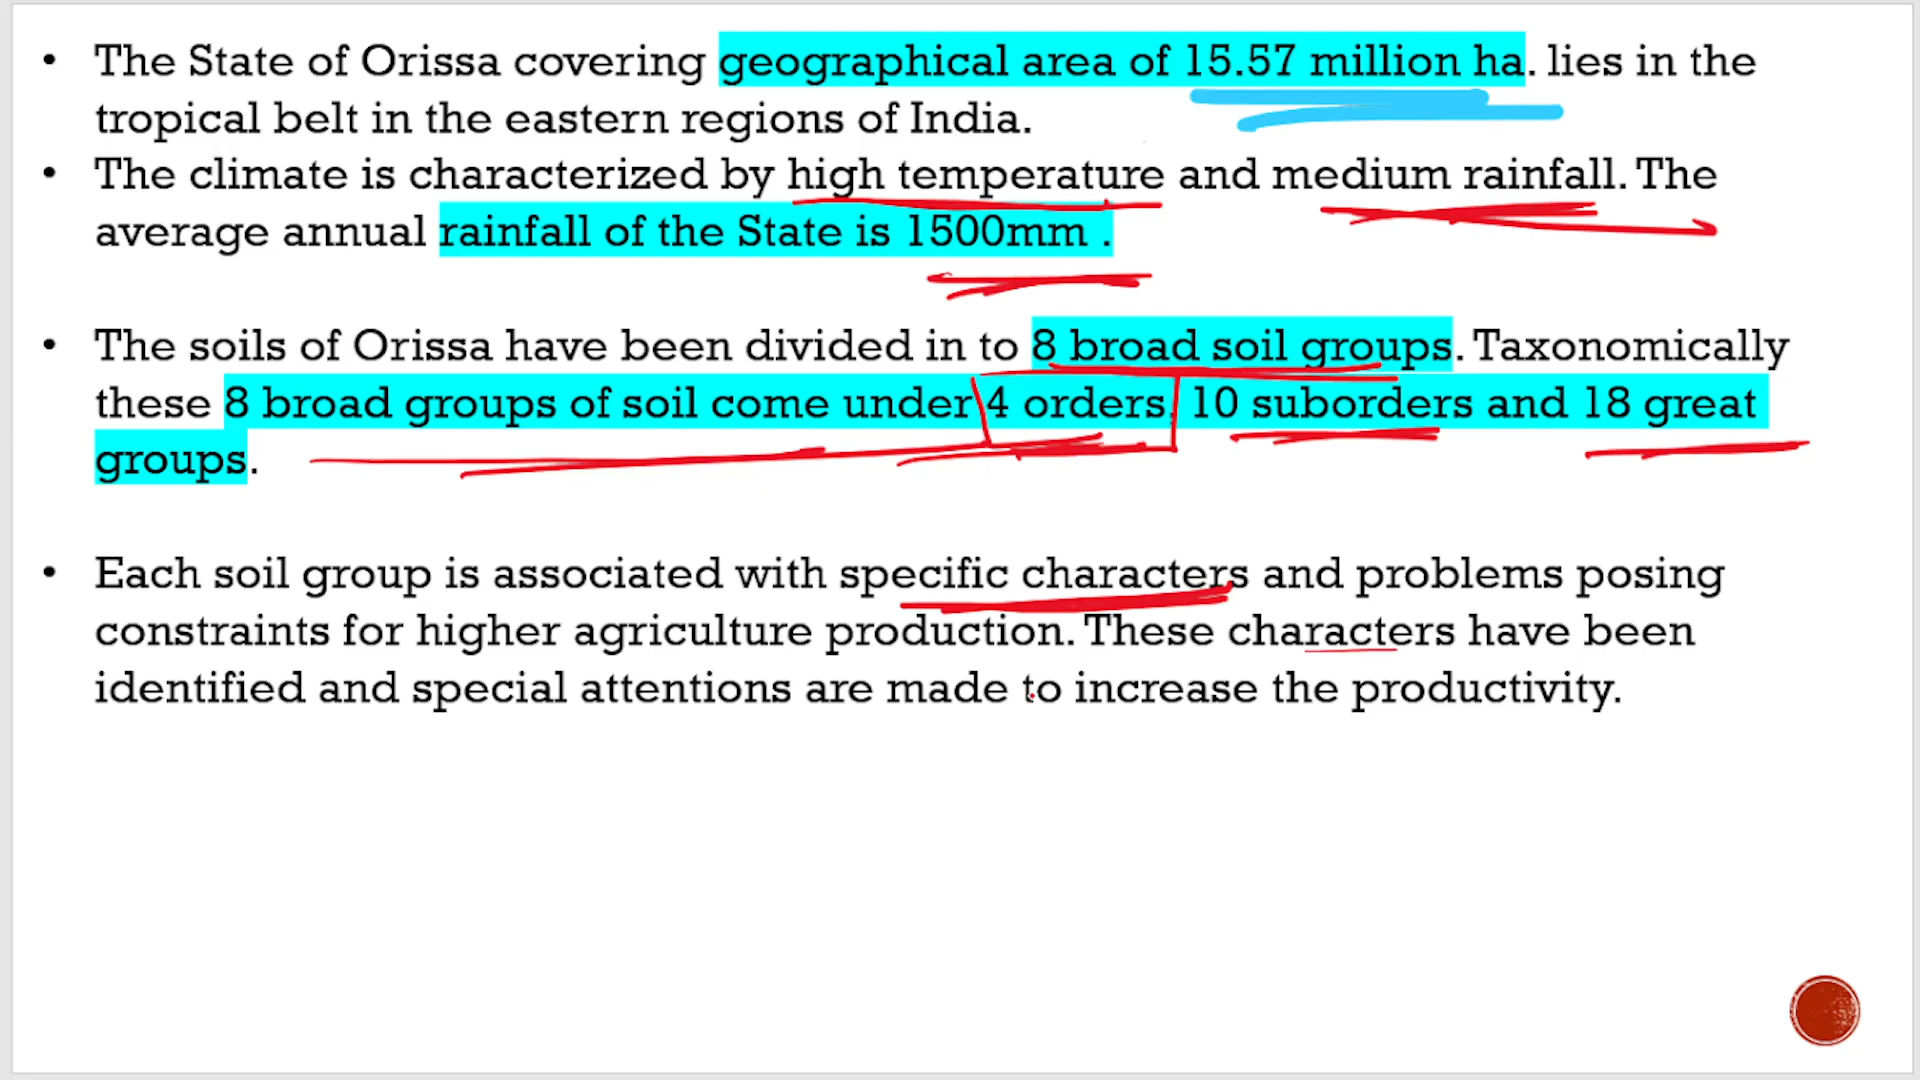 • The State of Orissa covering geographical area of 15.57 million ha. lies in the
tropical belt in the eastern regions of India.
• The climate is characterized by high temperature and medium rainfall. The
average annual rainfall of the State is 1500mm .
• The soils of Orissa have been divided in to 8 broad soil groups. Taxonomically
these 8 broad groups of soil come under 4 orders, 10 suborders and 18 great
groups.
• Each soil group is associated with specific characters and problems posing
constraints for higher agriculture production. These characters have been
identified and special attentions are made to increase the productivity.